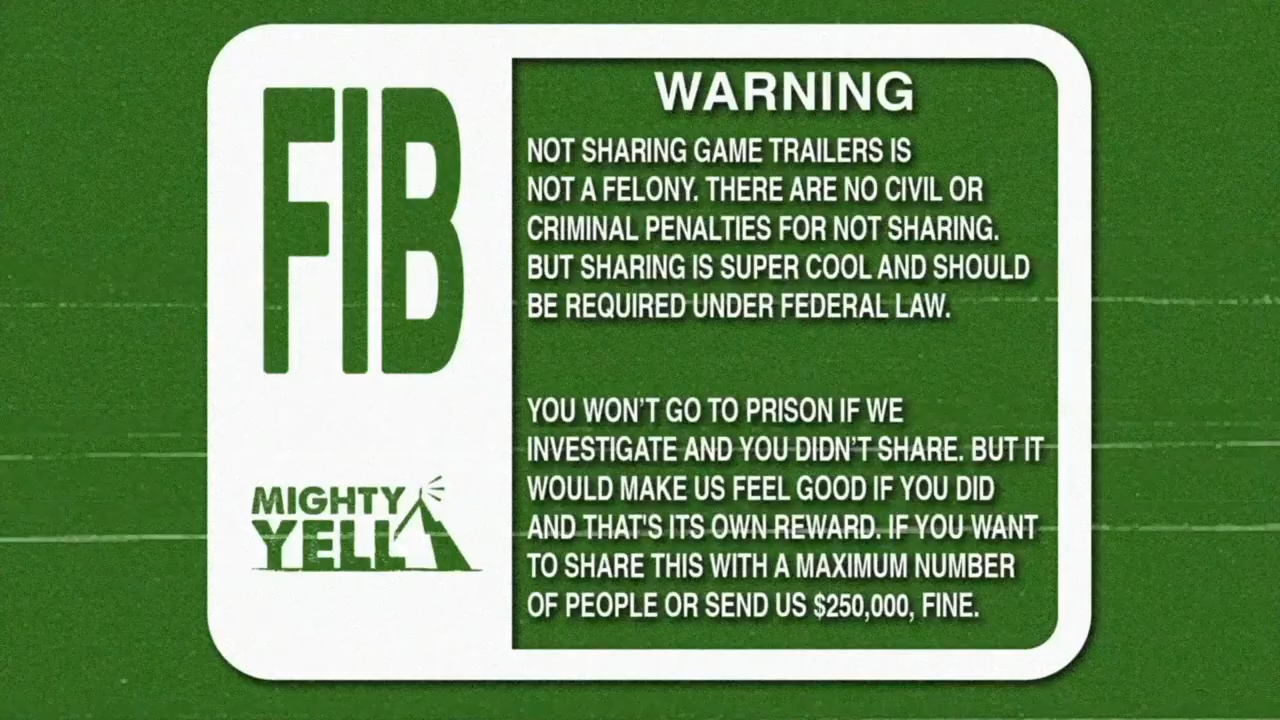 FIB
MIGHTY
YELL
WARNING
NOT SHARING GAME TRAILERS IS
NOT A FELONY. THERE ARE NO CIVIL OR
CRIMINAL PENALTIES FOR NOT SHARING.
BUT SHARING IS SUPER COOL AND SHOULD
BE REQUIRED UNDER FEDERAL LAW.
YOU WON'T GO TO PRISON IF WE
INVESTIGATE AND YOU DIDN'T SHARE. BUT IT
WOULD MAKE US FEEL GOOD IF YOU DID
AND THAT'S ITS OWN REWARD. IF YOU WANT
TO SHARE THIS WITH A MAXIMUM NUMBER
OF PEOPLE OR SEND US $250,000, FINE.